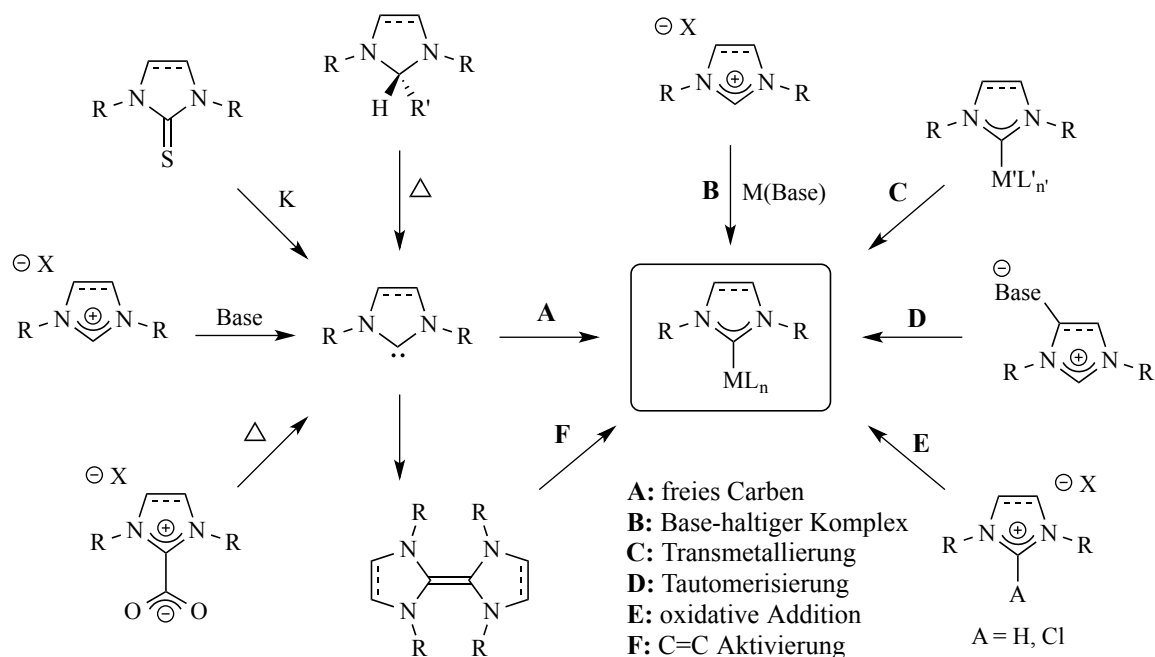 ⊖ X
R N N R
H R'
R N N R
S
⊕
R N N R
R N N R
M'L'n'
K
△
B M(Base)
C
⊖ X
R N ⊕ N R
Base
R N N R
A
R N N R
MLn
D
⊖
Base
R N ⊕ N R
△
F
E
⊖ X
R N ⊕ N R
O ⊖ O
R R
N N
N N
R R
A: freies Carben
B: Base-haltiger Komplex
C: Transmetallierung
D: Tautomerisierung
E: oxidative Addition
F: C=C Aktivierung
⊖ X
R N ⊕ N R
A
A = H, Cl